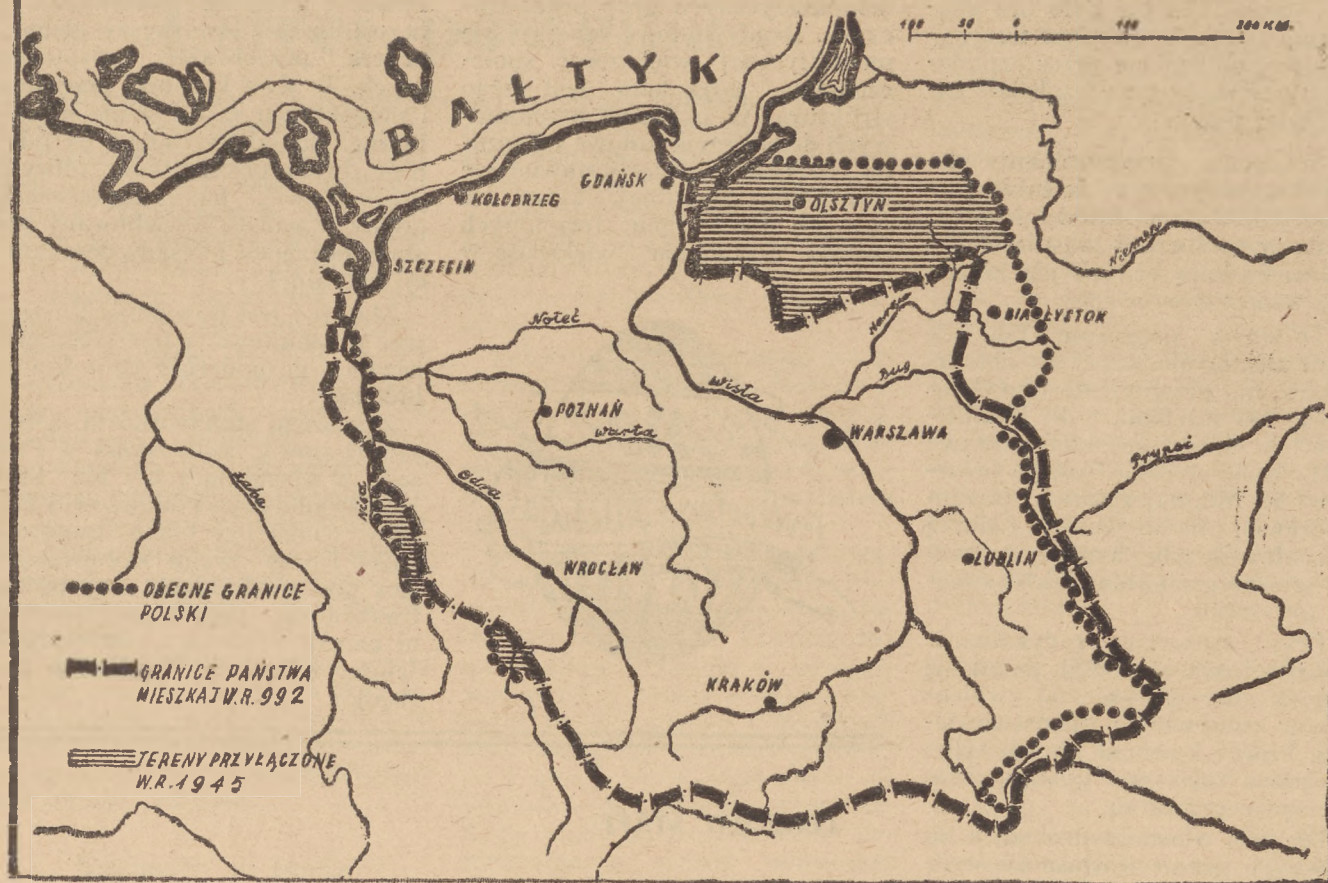 100 50 0 100 200 KM.
BAŁTYK
GDAŃSK
KOŁOBRZEG
OLSZTYN
SZCZECIN
Niemen
Noteć
Narew
BIAŁYSTOK
Wisła
Bug
POZNAŃ
Warta
WARSZAWA
Prypeć
Łaba
Odra
Nisa
WROCŁAW
LUBLIN
OBECNE GRANICE
POLSKI
GRANICE PAŃSTWA
MIESZKA I W.R. 992
KRAKÓW
TERENY PRZYŁĄCZONE
W.R. 1945